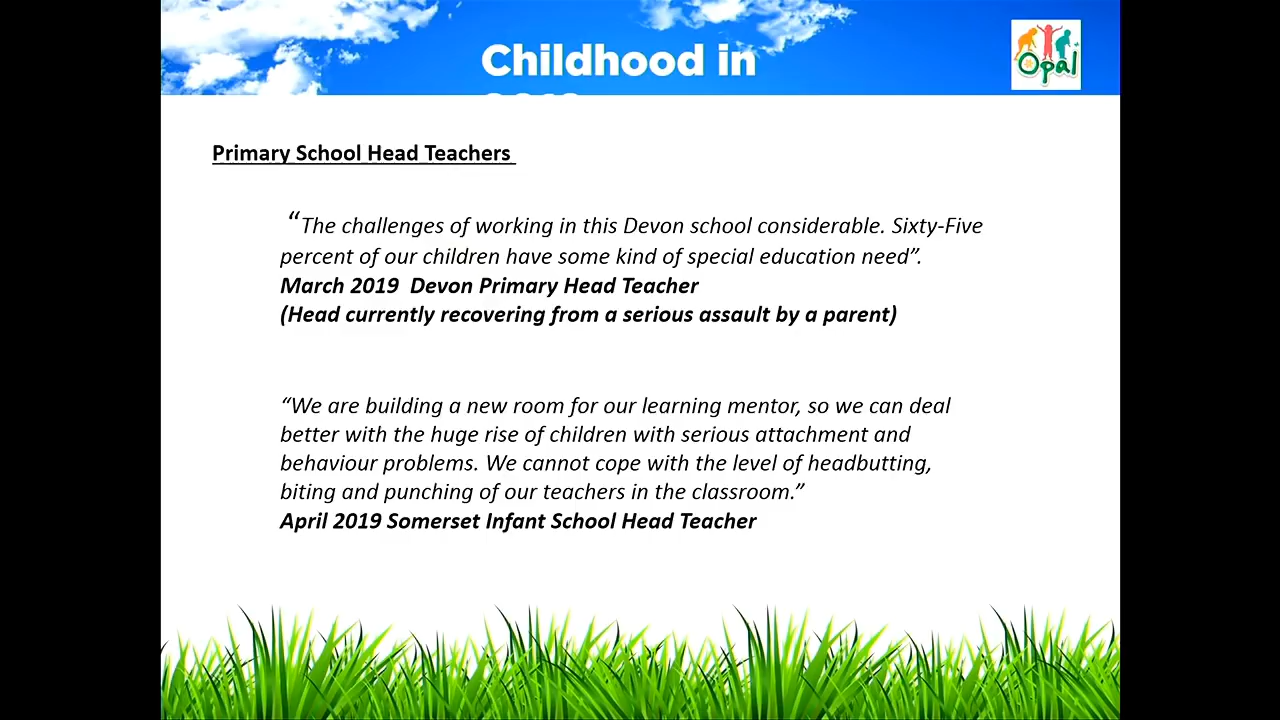 Childhood in
Opal
Primary School Head Teachers
“The challenges of working in this Devon school considerable. Sixty-Five
percent of our children have some kind of special education need”.
March 2019 Devon Primary Head Teacher
(Head currently recovering from a serious assault by a parent)
“We are building a new room for our learning mentor, so we can deal
better with the huge rise of children with serious attachment and
behaviour problems. We cannot cope with the level of headbutting,
biting and punching of our teachers in the classroom.”
April 2019 Somerset Infant School Head Teacher